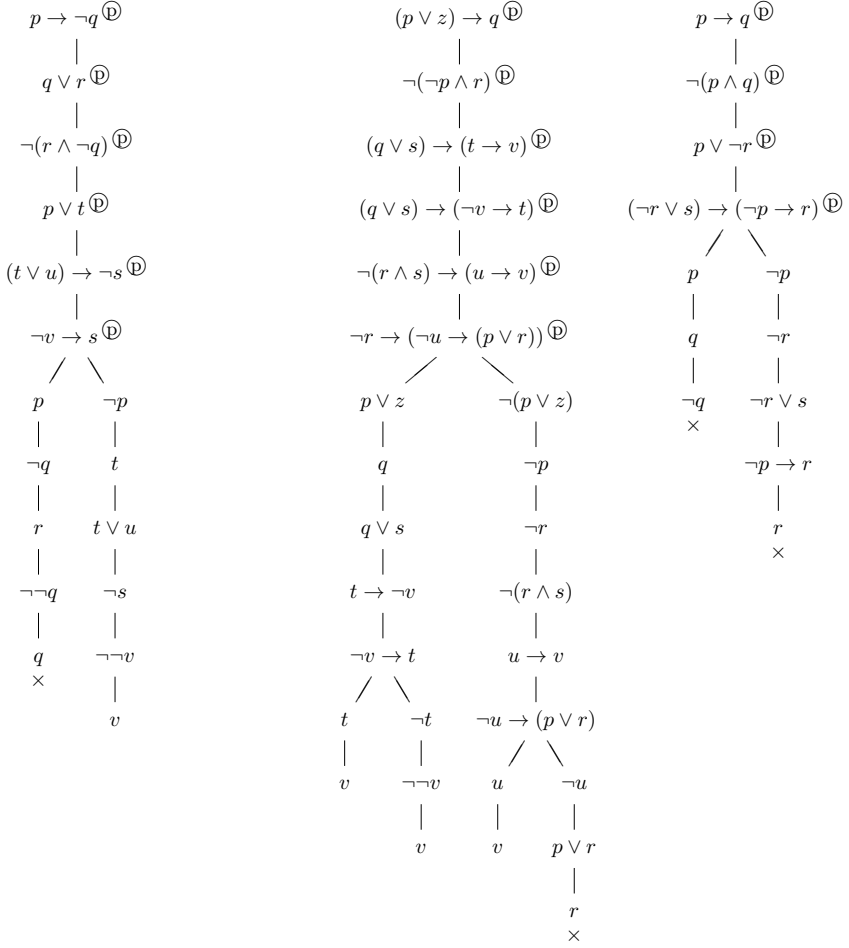 p → ¬q ⓟ
q ∨ r ⓟ
¬(r ∧ ¬q) ⓟ
p ∨ t ⓟ
(t ∨ u) → ¬s ⓟ
¬v → s ⓟ
p ¬p
¬q t
r t ∨ u
¬¬q ¬s
q ¬¬v
×
v
(p ∨ z) → q ⓟ
¬(¬p ∧ r) ⓟ
(q ∨ s) → (t → v) ⓟ
(q ∨ s) → (¬v → t) ⓟ
¬(r ∧ s) → (u → v) ⓟ
¬r → (¬u → (p ∨ r)) ⓟ
p ∨ z ¬(p ∨ z)
q ¬p
q ∨ s ¬r
t → ¬v ¬(r ∧ s)
¬v → t u → v
t ¬t ¬u → (p ∨ r)
v ¬¬v u ¬u
v v p ∨ r
r
×
p → q ⓟ
¬(p ∧ q) ⓟ
p ∨ ¬r ⓟ
(¬r ∨ s) → (¬p → r) ⓟ
p ¬p
q ¬r
¬q ¬r ∨ s
×
¬p → r
r
×